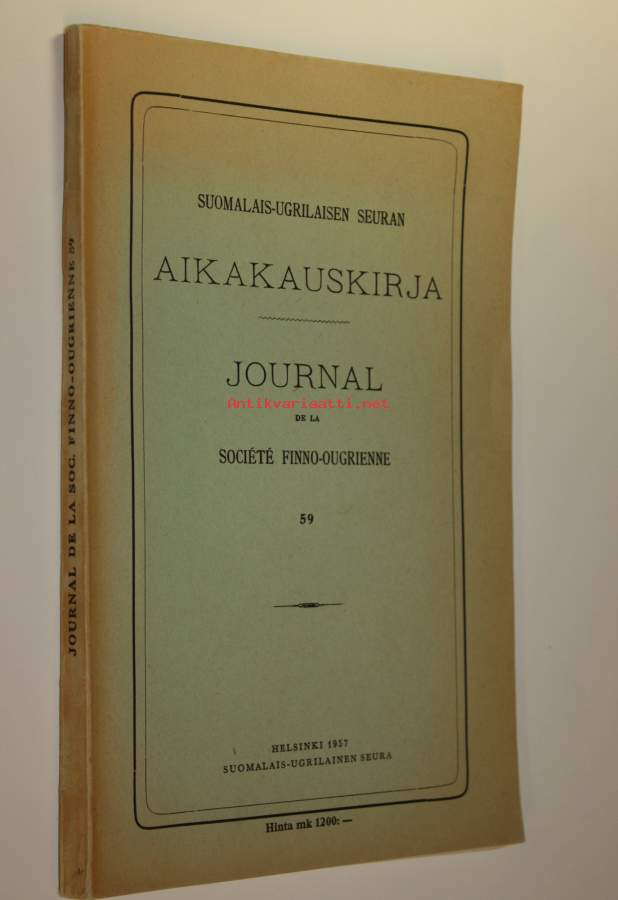 JOURNAL DE LA SOC. FINNO-OUGRIENNE 59
SUOMALAIS-UGRILAISEN SEURAN
AIKAKAUSKIRJA
JOURNAL
Antikvariaatti.net
DE LA
SOCIÉTÉ FINNO-OUGRIENNE
59
HELSINKI 1957
SUOMALAIS-UGRILAINEN SEURA
Hinta mk 1200: —